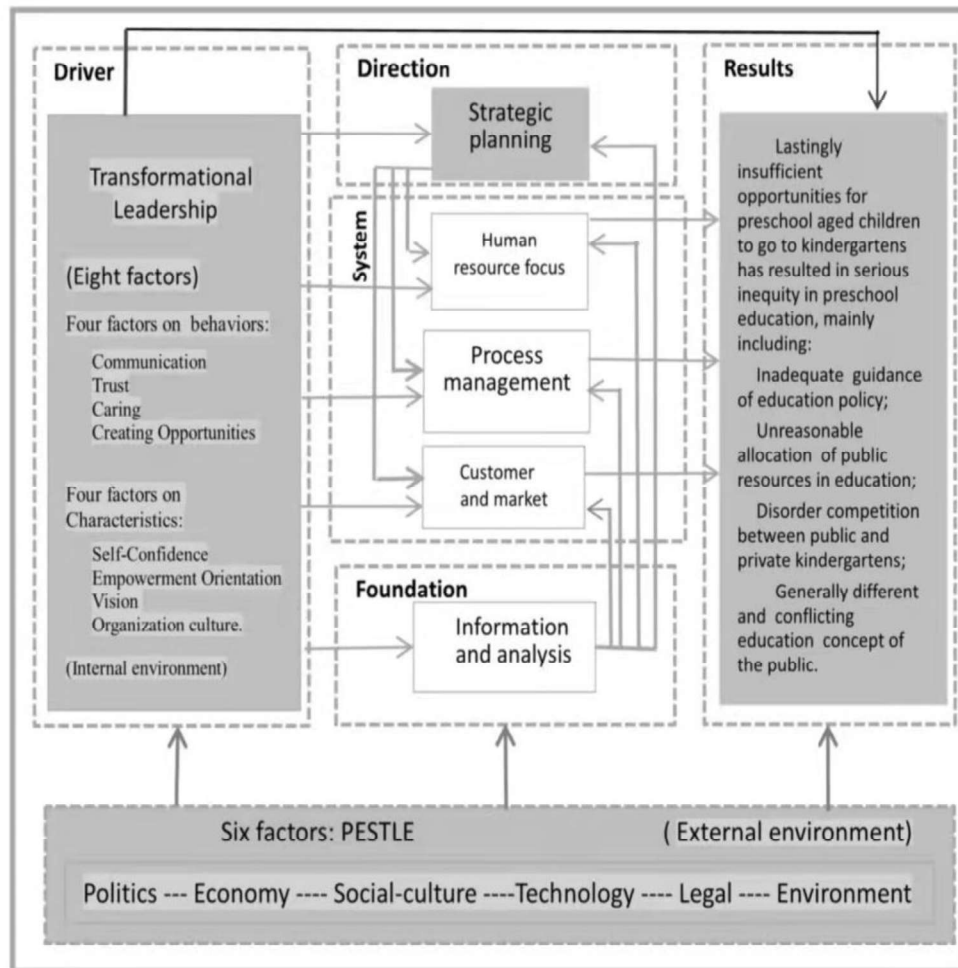 Driver
Transformational
Leadership
(Eight factors)
Four factors on behaviors:
Communication
Trust
Caring
Creating Opportunities
Four factors on
Characteristics:
Self-Confidence
Empowerment Orientation
Vision
Organization culture.
(Internal environment)
Direction
Strategic
planning
System
Human
resource focus
Process
management
Customer
and market
Foundation
Information
and analysis
Results
Lastingly
insufficient
opportunities for
preschool aged children
to go to kindergartens
has resulted in serious
inequity in preschool
education, mainly
including:
Inadequate guidance
of education policy;
Unreasonable
allocation of public
resources in education;
Disorder competition
between public and
private kindergartens;
Generally different
and conflicting
education concept of
the public.
Six factors: PESTLE ( External environment)
Politics --- Economy ---- Social-culture ----Technology ---- Legal ---- Environment